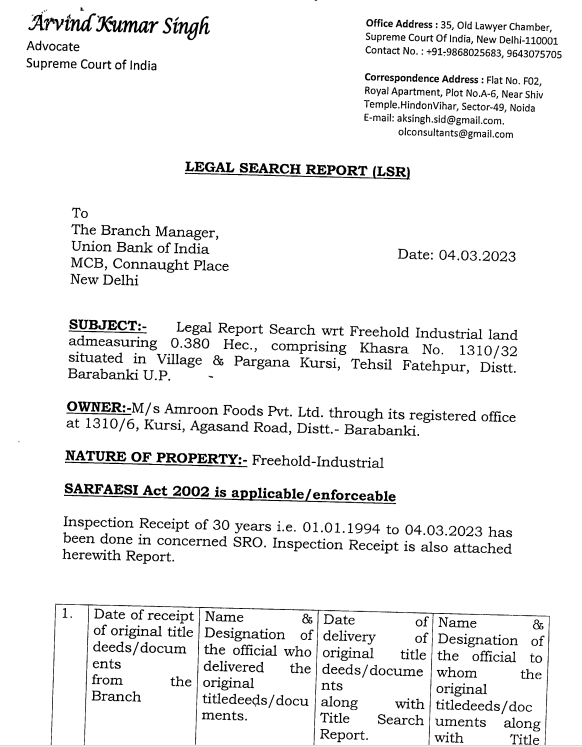 Arvind Kumar Singh
Advocate
Supreme Court of India
Office Address : 35, Old Lawyer Chamber,
Supreme Court Of India, New Delhi-110001
Contact No. : +91-9868025683, 9643075705
Correspondence Address : Flat No. F02,
Royal Apartment, Plot No.A-6, Near Shiv
Temple.HindonVihar, Sector-49, Noida
E-mail: aksingh.sid@gmail.com.
olconsultants@gmail.com
LEGAL SEARCH REPORT (LSR)
To
The Branch Manager,
Union Bank of India
MCB, Connaught Place
New Delhi
Date: 04.03.2023
SUBJECT:- Legal Report Search wrt Freehold Industrial land
admeasuring 0.380 Hec., comprising Khasra No. 1310/32
situated in Village & Pargana Kursi, Tehsil Fatehpur, Distt.
Barabanki U.P. -
OWNER:-M/s Amroon Foods Pvt. Ltd. through its registered office
at 1310/6, Kursi, Agasand Road, Distt.- Barabanki.
NATURE OF PROPERTY:- Freehold-Industrial
SARFAESI Act 2002 is applicable/enforceable
Inspection Receipt of 30 years i.e. 01.01.1994 to 04.03.2023 has
been done in concerned SRO. Inspection Receipt is also attached
herewith Report.
1.
Date of receipt
of original title
deeds/docum
ents
from the
Branch
Name &
Designation of
the official who
delivered the
original
titledeeds/docu
ments.
Date of
delivery of
original title
deeds/docume
nts
along with
Title Search
Report.
Name &
Designation of
the official to
whom the
original
titledeeds/doc
uments along
with Title